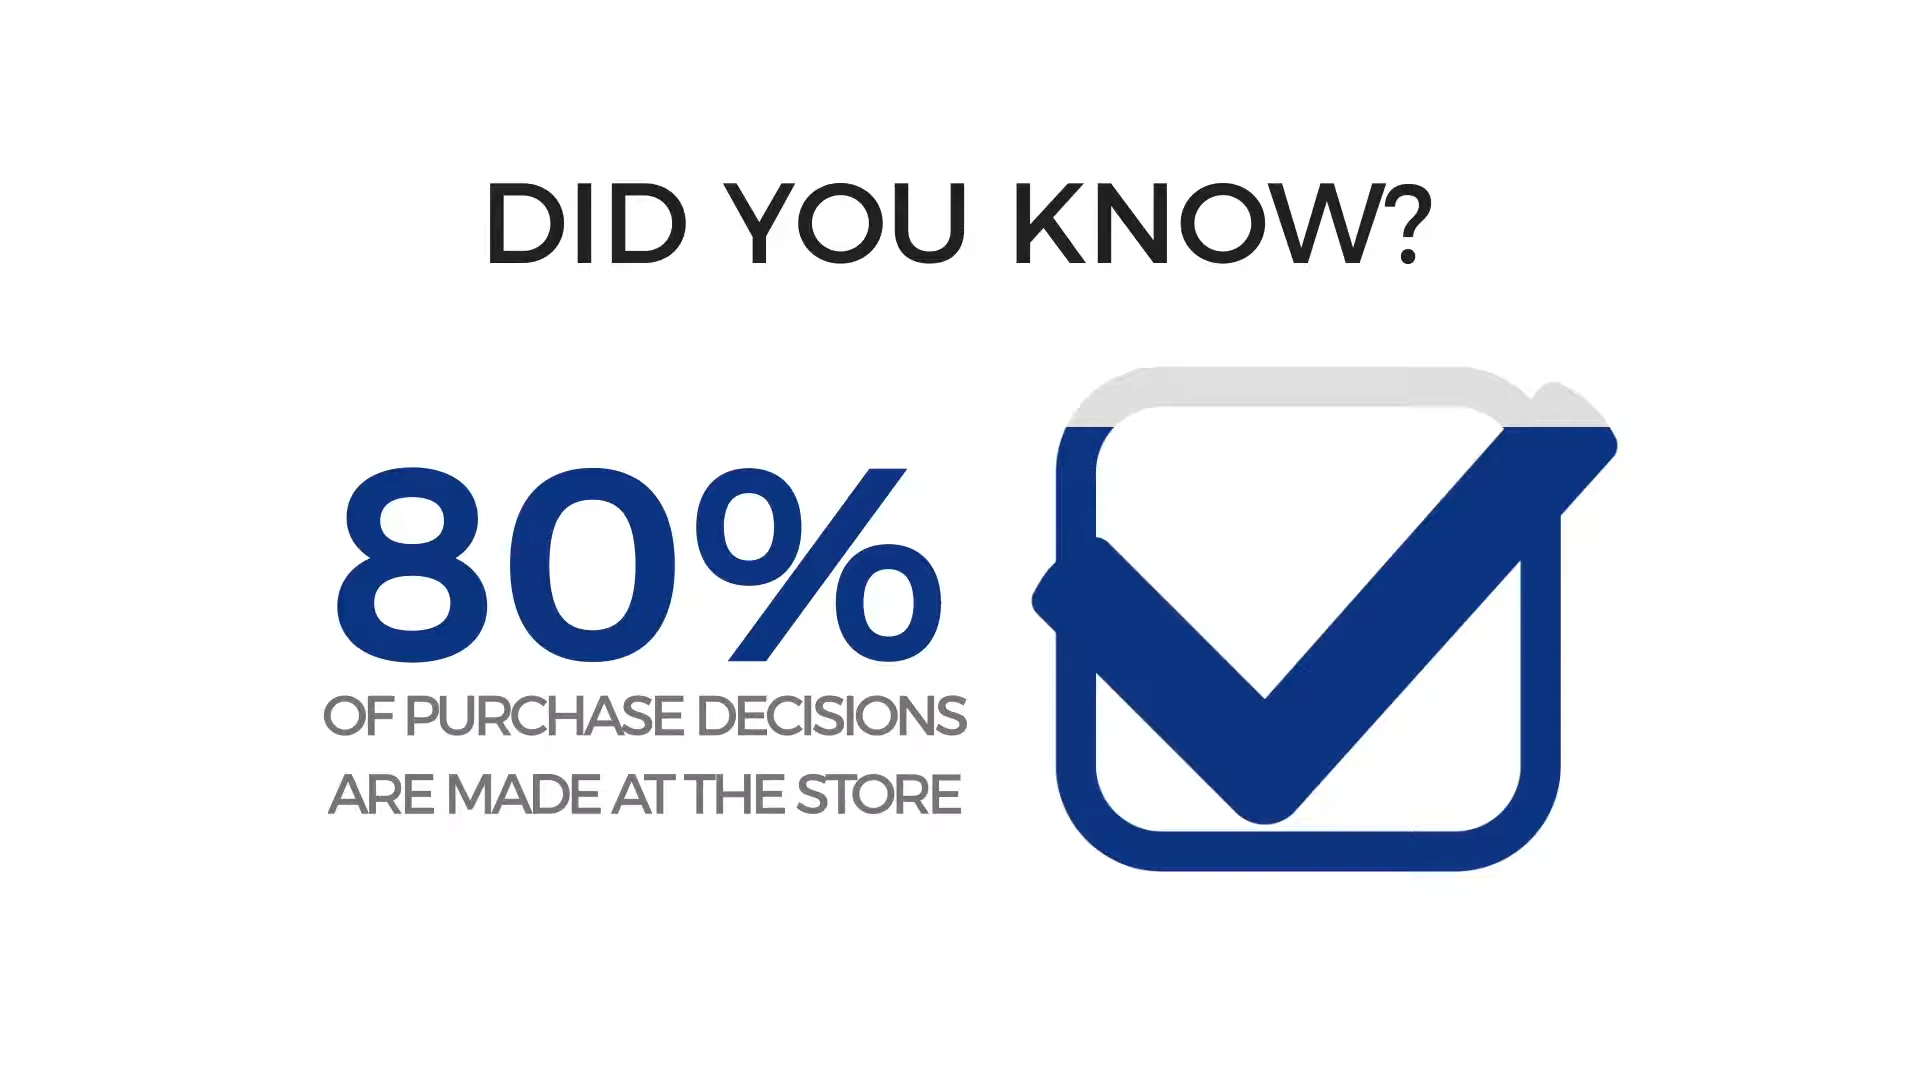 DID YOU KNOW?
80%
OF PURCHASE DECISIONS
ARE MADE AT THE STORE